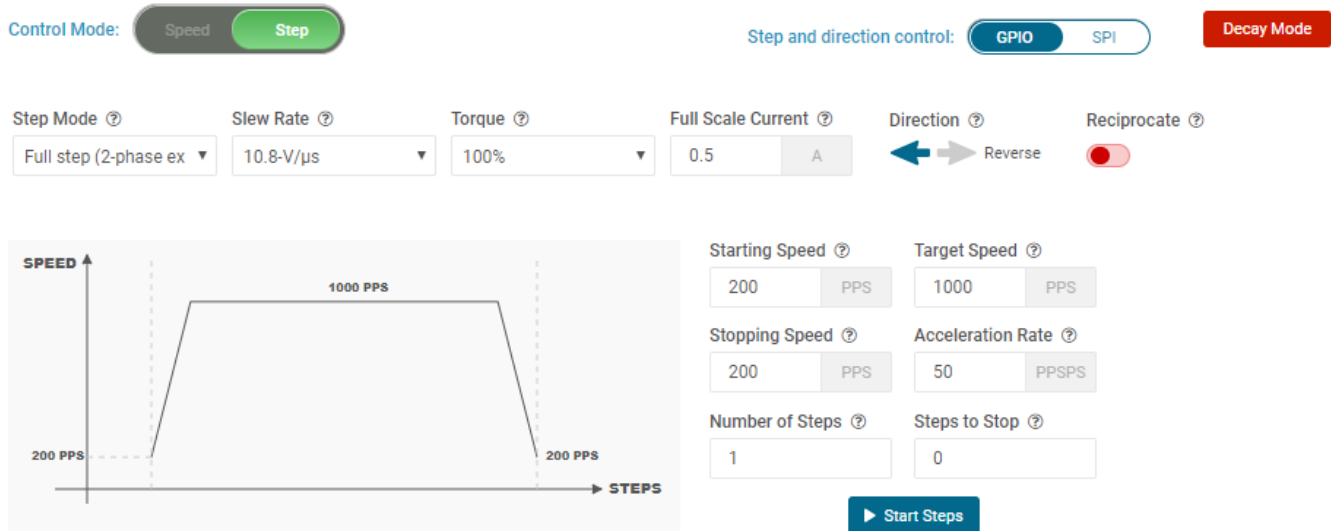 Control Mode: Speed Step
Step and direction control: GPIO SPI
Decay Mode
Step Mode ? Slew Rate ? Torque ? Full Scale Current ? Direction ? Reciprocate ?
Full step (2-phase ex 10.8-V/µs 100% 0.5 A Reverse
SPEED
1000 PPS
200 PPS
200 PPS
STEPS
Starting Speed ? Target Speed ?
200 PPS 1000 PPS
Stopping Speed ? Acceleration Rate ?
200 PPS 50 PPSPS
Number of Steps ? Steps to Stop ?
1 0
Start Steps